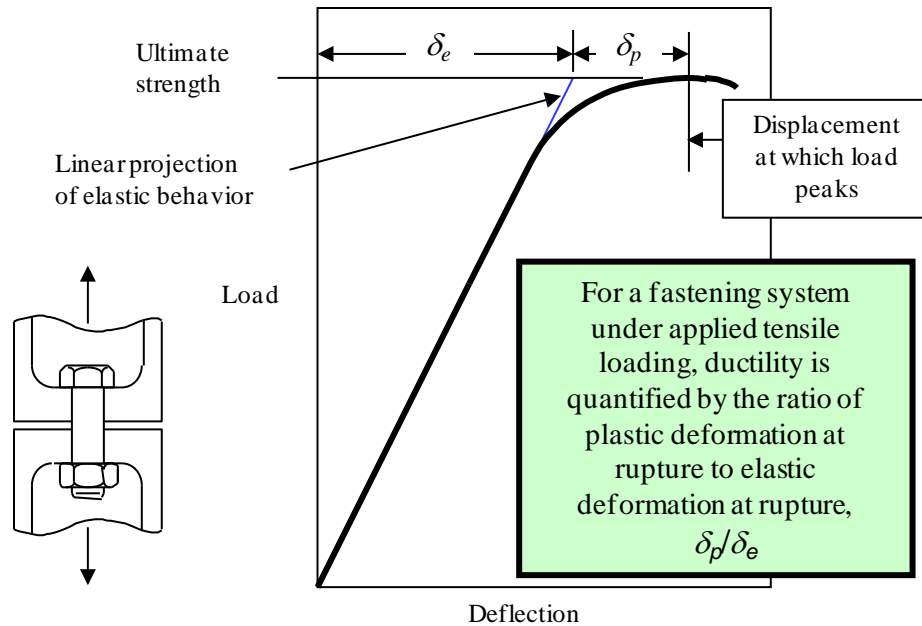 δe
δp
Ultimate
strength
Displacement
at which load
peaks
Linear projection
of elastic behavior
Load
For a fastening system
under applied tensile
loading, ductility is
quantified by the ratio of
plastic deformation at
rupture to elastic
deformation at rupture,
δp/δe
Deflection